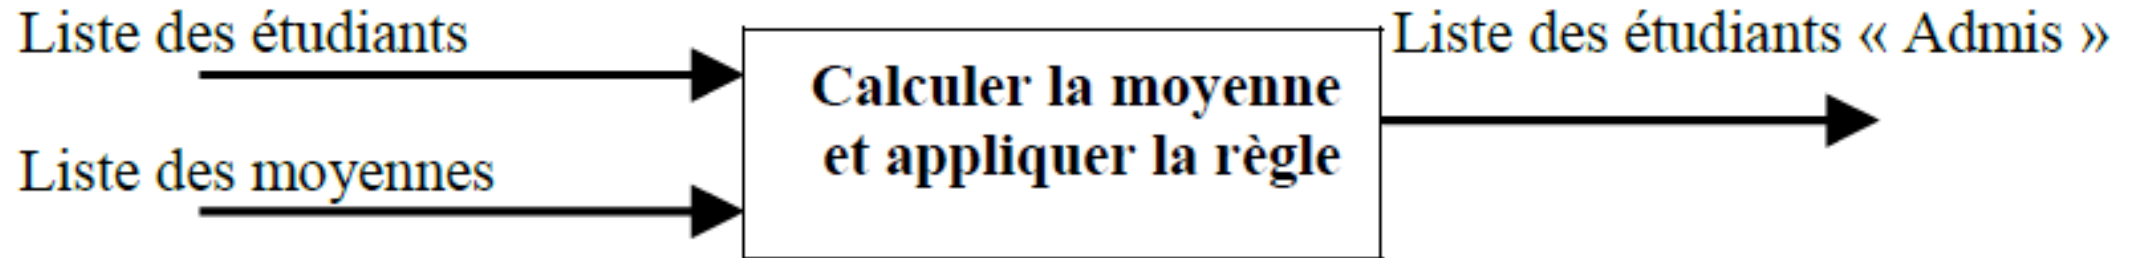 Liste des étudiants
Liste des moyennes
Calculer la moyenne
et appliquer la règle
Liste des étudiants « Admis »